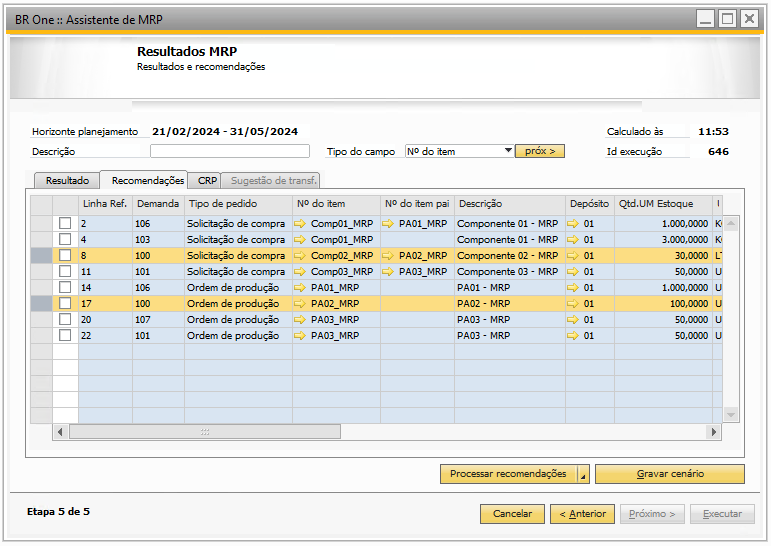 BR One :: Assistente de MRP
Resultados MRP
Resultados e recomendações
Horizonte planejamento 21/02/2024 - 31/05/2024 Calculado às 11:53
Descrição Tipo do campo Nº do item próx > Id execução 646
Resultado Recomendações CRP Sugestão de transf.
Linha Ref. Demanda Tipo de pedido Nº do item Nº do item pai Descrição Depósito Qtd.UM Estoque
2 106 Solicitação de compra Comp01_MRP PA01_MRP Componente 01 - MRP 01 1.000,0000
4 103 Solicitação de compra Comp01_MRP Componente 01 - MRP 01 3.000,0000
8 100 Solicitação de compra Comp02_MRP PA02_MRP Componente 02 - MRP 01 30,0000
11 101 Solicitação de compra Comp03_MRP PA03_MRP Componente 03 - MRP 01 50,0000
14 106 Ordem de produção PA01_MRP PA01 - MRP 01 1.000,0000
17 100 Ordem de produção PA02_MRP PA02 - MRP 01 100,0000
20 107 Ordem de produção PA03_MRP PA03 - MRP 01 50,0000
22 101 Ordem de produção PA03_MRP PA03 - MRP 01 50,0000
Processar recomendações Gravar cenário
Etapa 5 de 5 Cancelar < Anterior Próximo > Executar